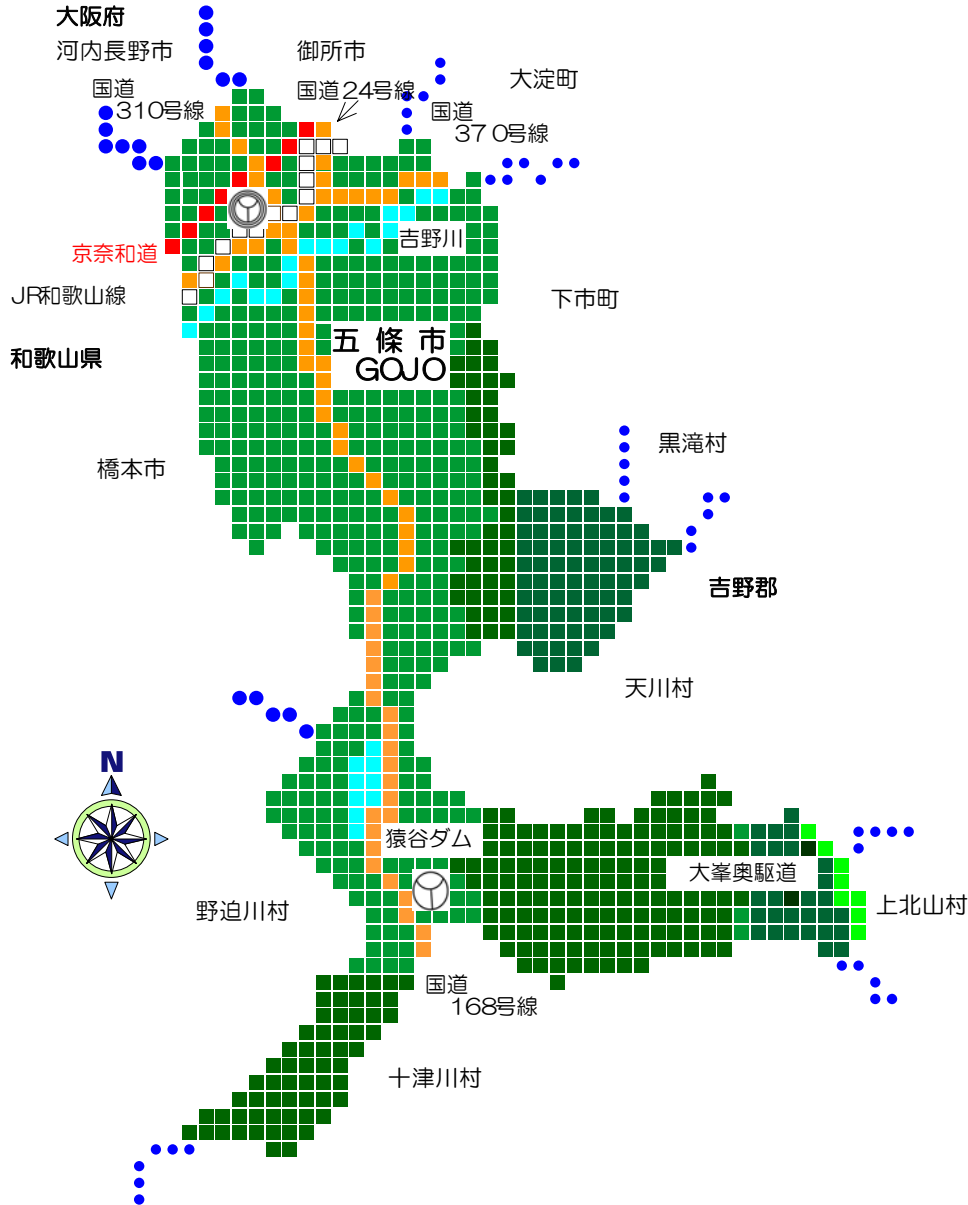 大阪府
河内長野市
御所市
大淀町
国道
310号線
国道24号線
国道
370号線
吉野川
京奈和道
JR和歌山線
下市町
五條市
GOJO
和歌山県
橋本市
黒滝村
吉野郡
天川村
N
猿谷ダム
大峯奥駆道
野迫川村
上北山村
国道
168号線
十津川村